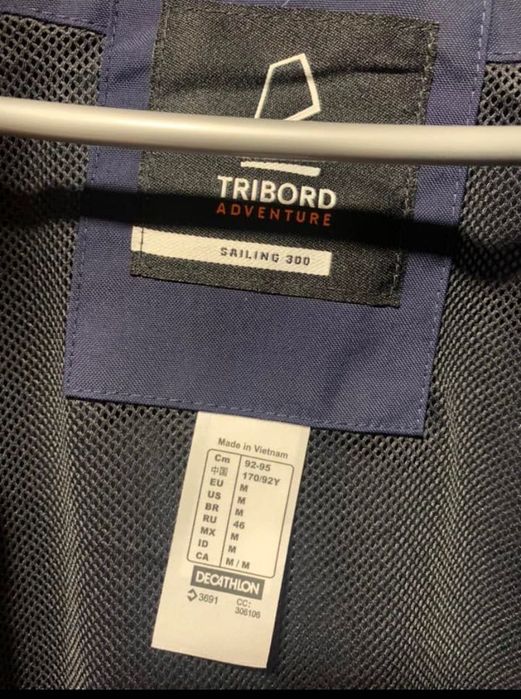 TRIBORD
ADVENTURE
SAILING 300
Made in Vietnam
Cm 92-95
中国 170/92Y
EU M
US M
BR M
RU 46
MX M
ID M
CA M / M
DECATHLON
3691 CC:
306106